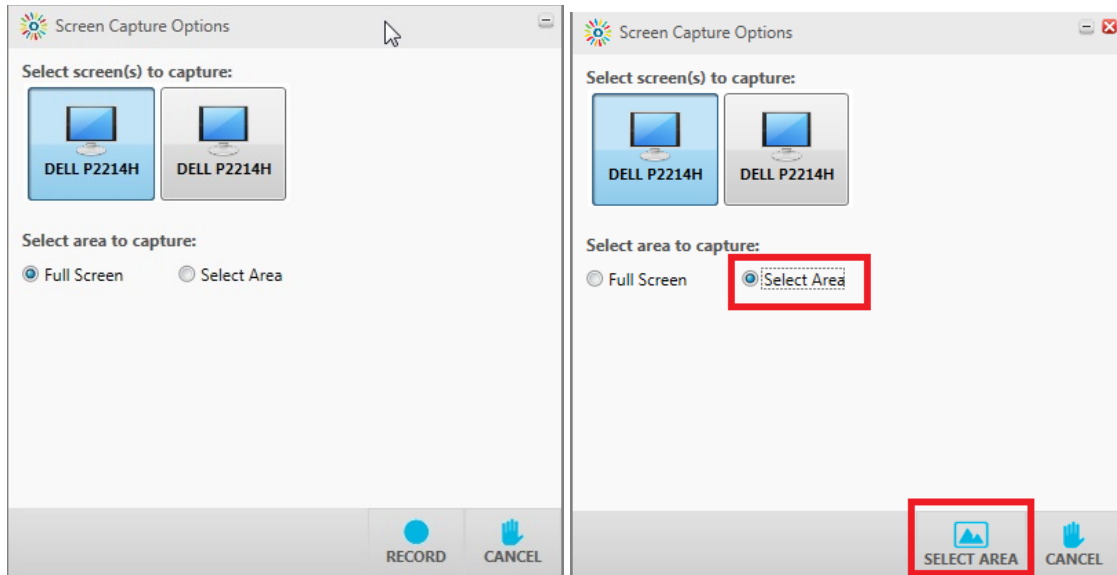 Screen Capture Options
Select screen(s) to capture:
DELL P2214H DELL P2214H
Select area to capture:
Full Screen Select Area
RECORD CANCEL
Screen Capture Options
Select screen(s) to capture:
DELL P2214H DELL P2214H
Select area to capture:
Full Screen Select Area
SELECT AREA CANCEL